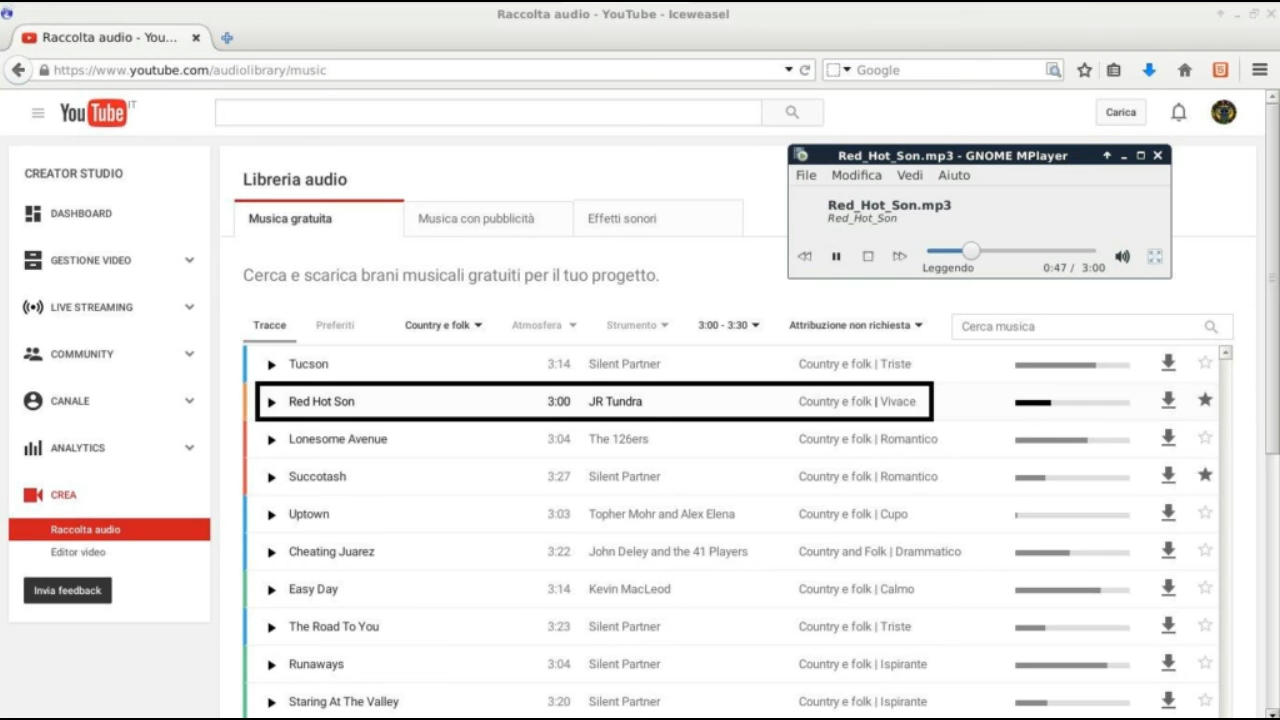 Raccolta audio - YouTube - Iceweasel
Raccolta audio - You...
https://www.youtube.com/audiolibrary/music
Google
YouTube IT
Carica
CREATOR STUDIO
DASHBOARD
GESTIONE VIDEO
LIVE STREAMING
COMMUNITY
CANALE
ANALYTICS
CREA
Raccolta audio
Editor video
Invia feedback
Libreria audio
Musica gratuita Musica con pubblicità Effetti sonori
Cerca e scarica brani musicali gratuiti per il tuo progetto.
Red_Hot_Son.mp3 - GNOME MPlayer
File Modifica Vedi Aiuto
Red_Hot_Son.mp3
Red_Hot_Son
Leggendo 0:47 / 3:00
Tracce Preferiti Country e folk Atmosfera Strumento 3:00 - 3:30 Attribuzione non richiesta Cerca musica
Tucson 3:14 Silent Partner Country e folk | Triste
Red Hot Son 3:00 JR Tundra Country e folk | Vivace
Lonesome Avenue 3:04 The 126ers Country e folk | Romantico
Succotash 3:27 Silent Partner Country e folk | Romantico
Uptown 3:03 Topher Mohr and Alex Elena Country e folk | Cupo
Cheating Juarez 3:22 John Deley and the 41 Players Country and Folk | Drammatico
Easy Day 3:14 Kevin MacLeod Country e folk | Calmo
The Road To You 3:23 Silent Partner Country e folk | Triste
Runaways 3:04 Silent Partner Country e folk | Ispirante
Staring At The Valley 3:20 Silent Partner Country e folk | Ispirante